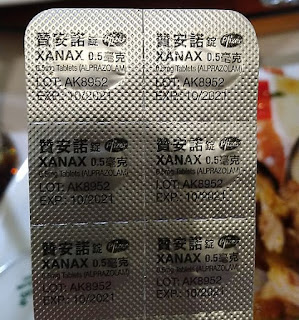 贊安諾錠 Pfizer 贊安諾錠 Pfizer
XANAX 0.5毫克 XANAX 0.5毫克
0.5mg Tablets (ALPRAZOLAM) 0.5mg Tablets (ALPRAZOLAM)
LOT: AK8952 LOT: AK8952
EXP: 10/2021 EXP: 10/2021
贊安諾錠 Pfizer 贊安諾錠 Pfizer
XANAX 0.5毫克 XANAX 0.5毫克
0.5mg Tablets (ALPRAZOLAM) 0.5mg Tablets (ALPRAZOLAM)
LOT: AK8952 LOT: AK8952
EXP: 10/2021 EXP: 10/2021
贊安諾錠 Pfizer 贊安諾錠 Pfizer
XANAX 0.5毫克 XANAX 0.5毫克
0.5mg Tablets (ALPRAZOLAM) 0.5mg Tablets (ALPRAZOLAM)
LOT: AK8952 LOT: AK8952
EXP: 10/2021 EXP: 10/2021